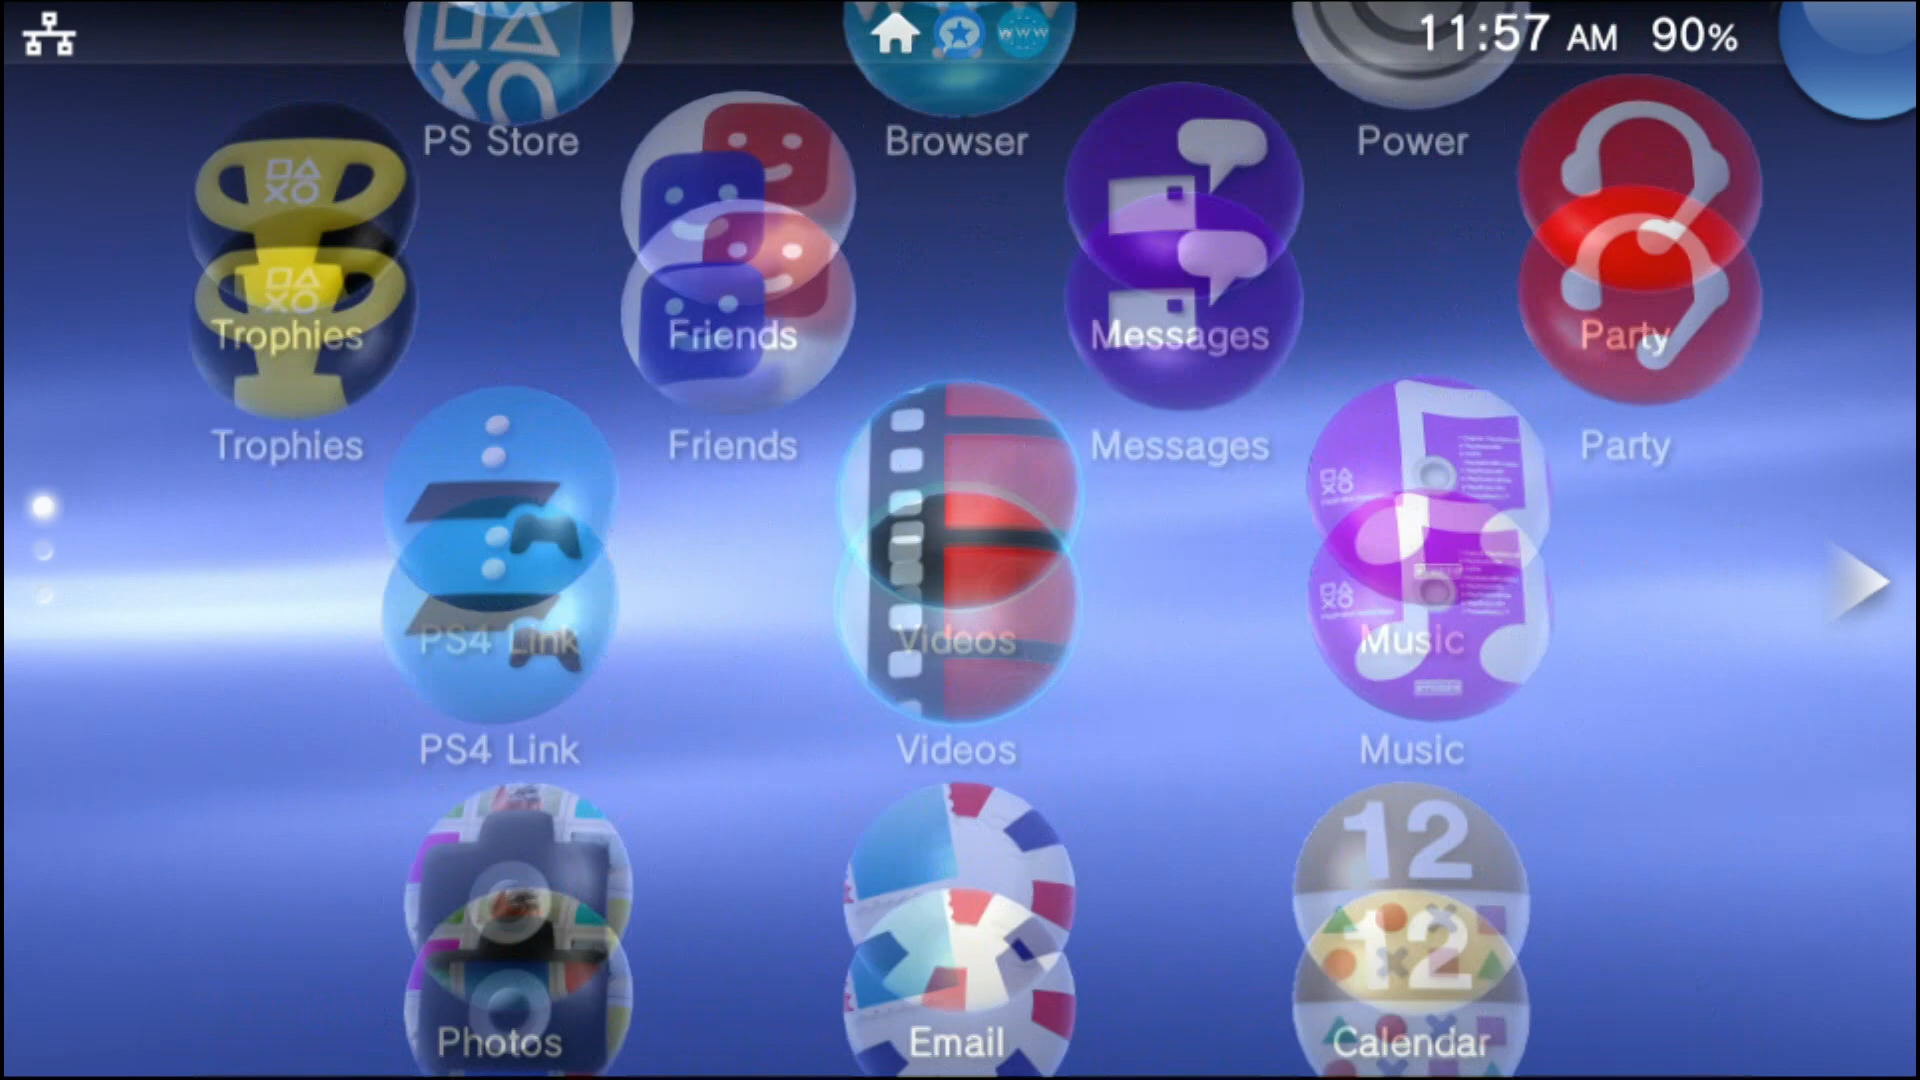 11:57 AM 90%
www
PS Store Browser Power
Trophies Friends Messages Party
Trophies Friends Messages Party
PS4 Link Videos Music
PS4 Link Videos Music
12
12
Photos Email Calendar